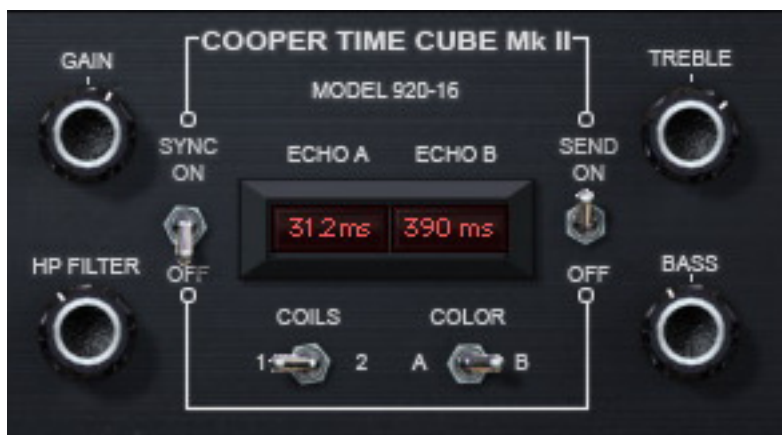 COOPER TIME CUBE Mk II
GAIN
TREBLE
MODEL 920-16
SYNC
ON
ECHO A
ECHO B
SEND
ON
31.2ms
390 ms
HP FILTER
OFF
OFF
BASS
COILS
COLOR
1
2
A
B